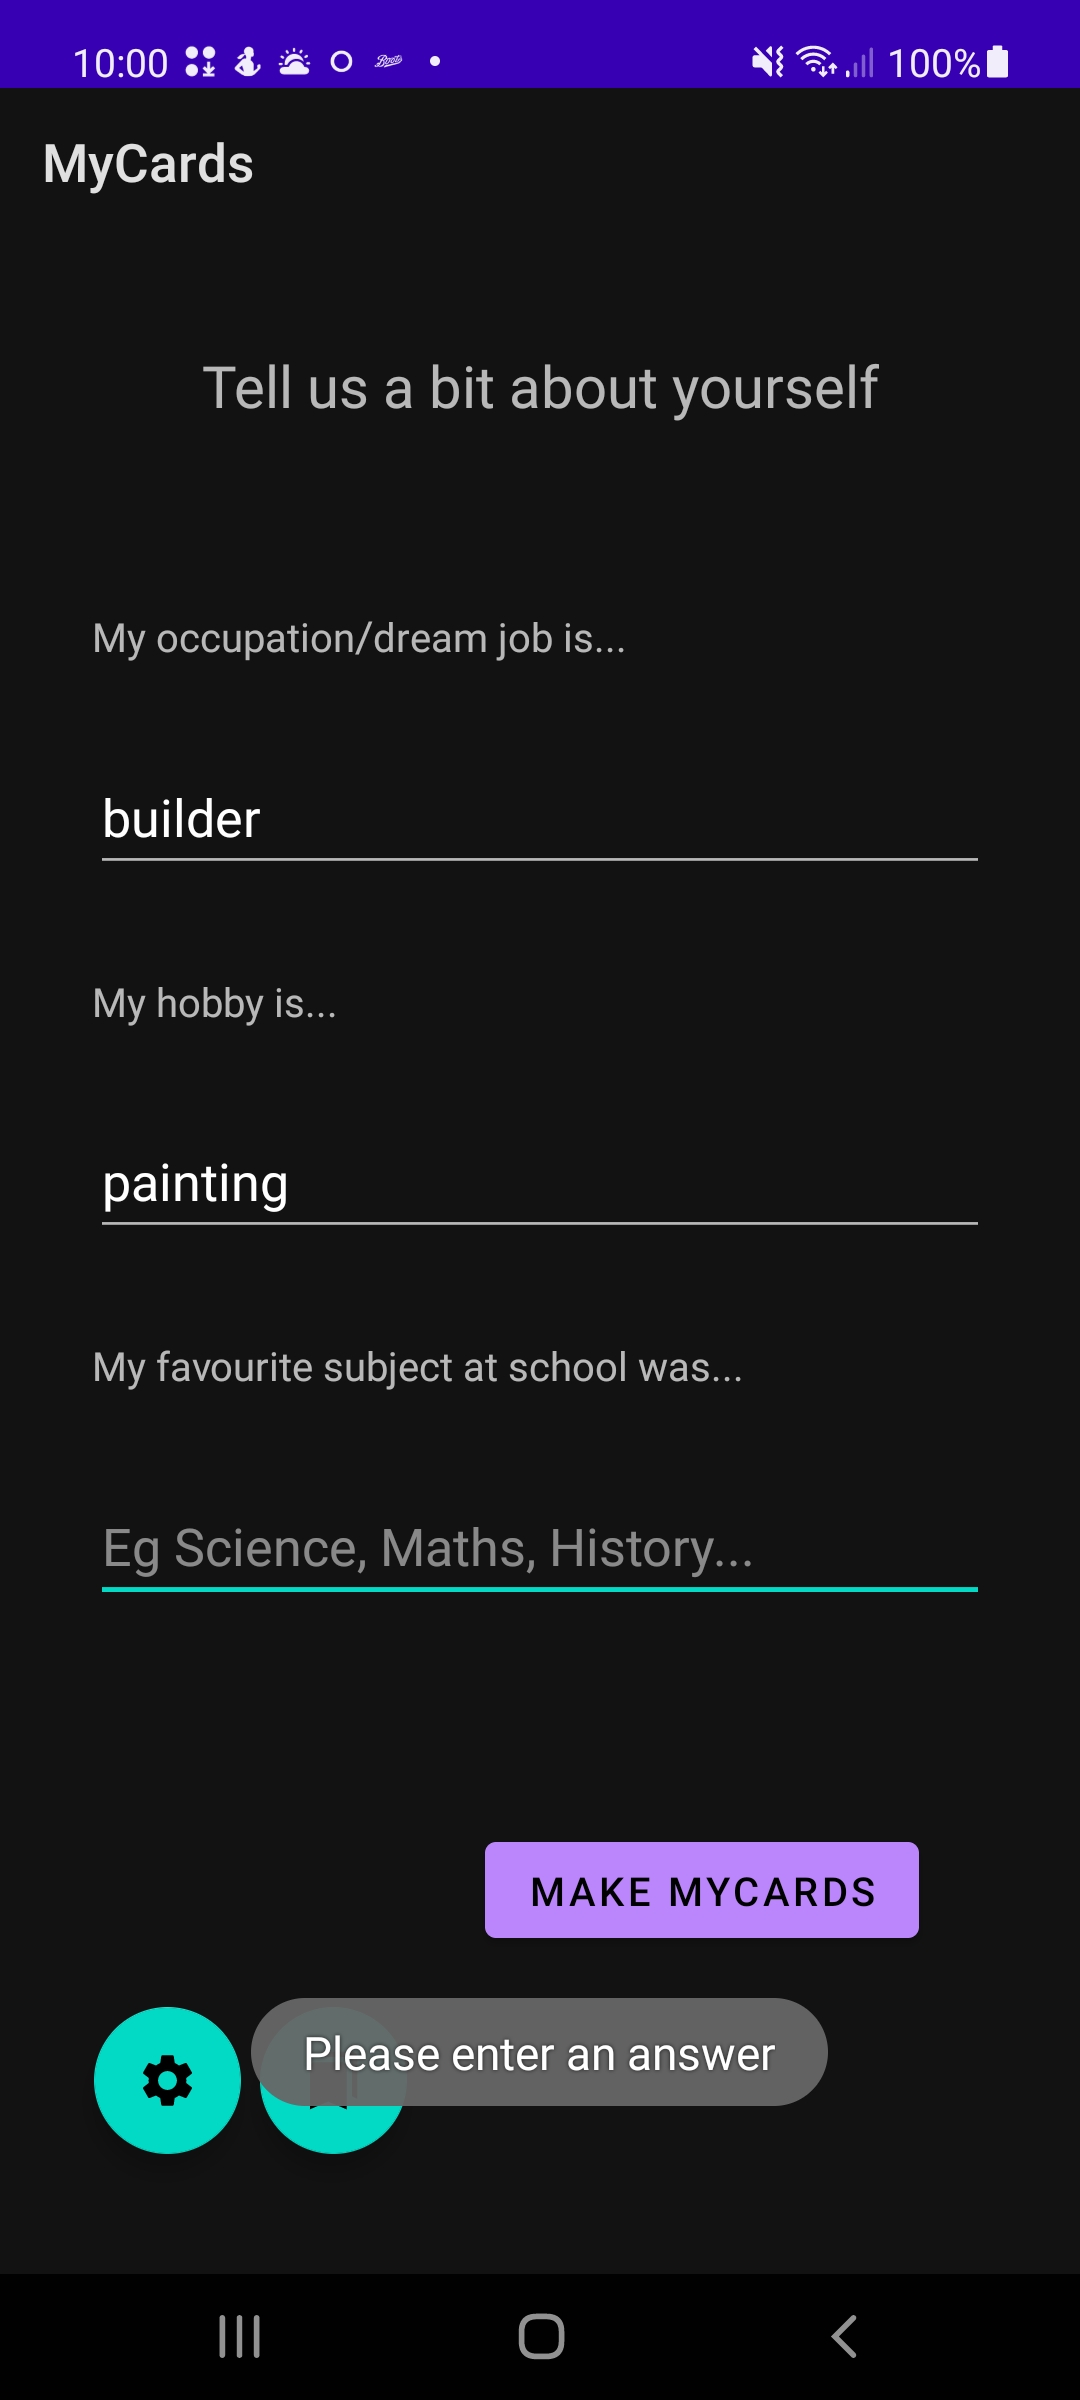 10:00
100%
MyCards
Tell us a bit about yourself
My occupation/dream job is...
builder
My hobby is...
painting
My favourite subject at school was...
Eg Science, Maths, History...
MAKE MYCARDS
Please enter an answer